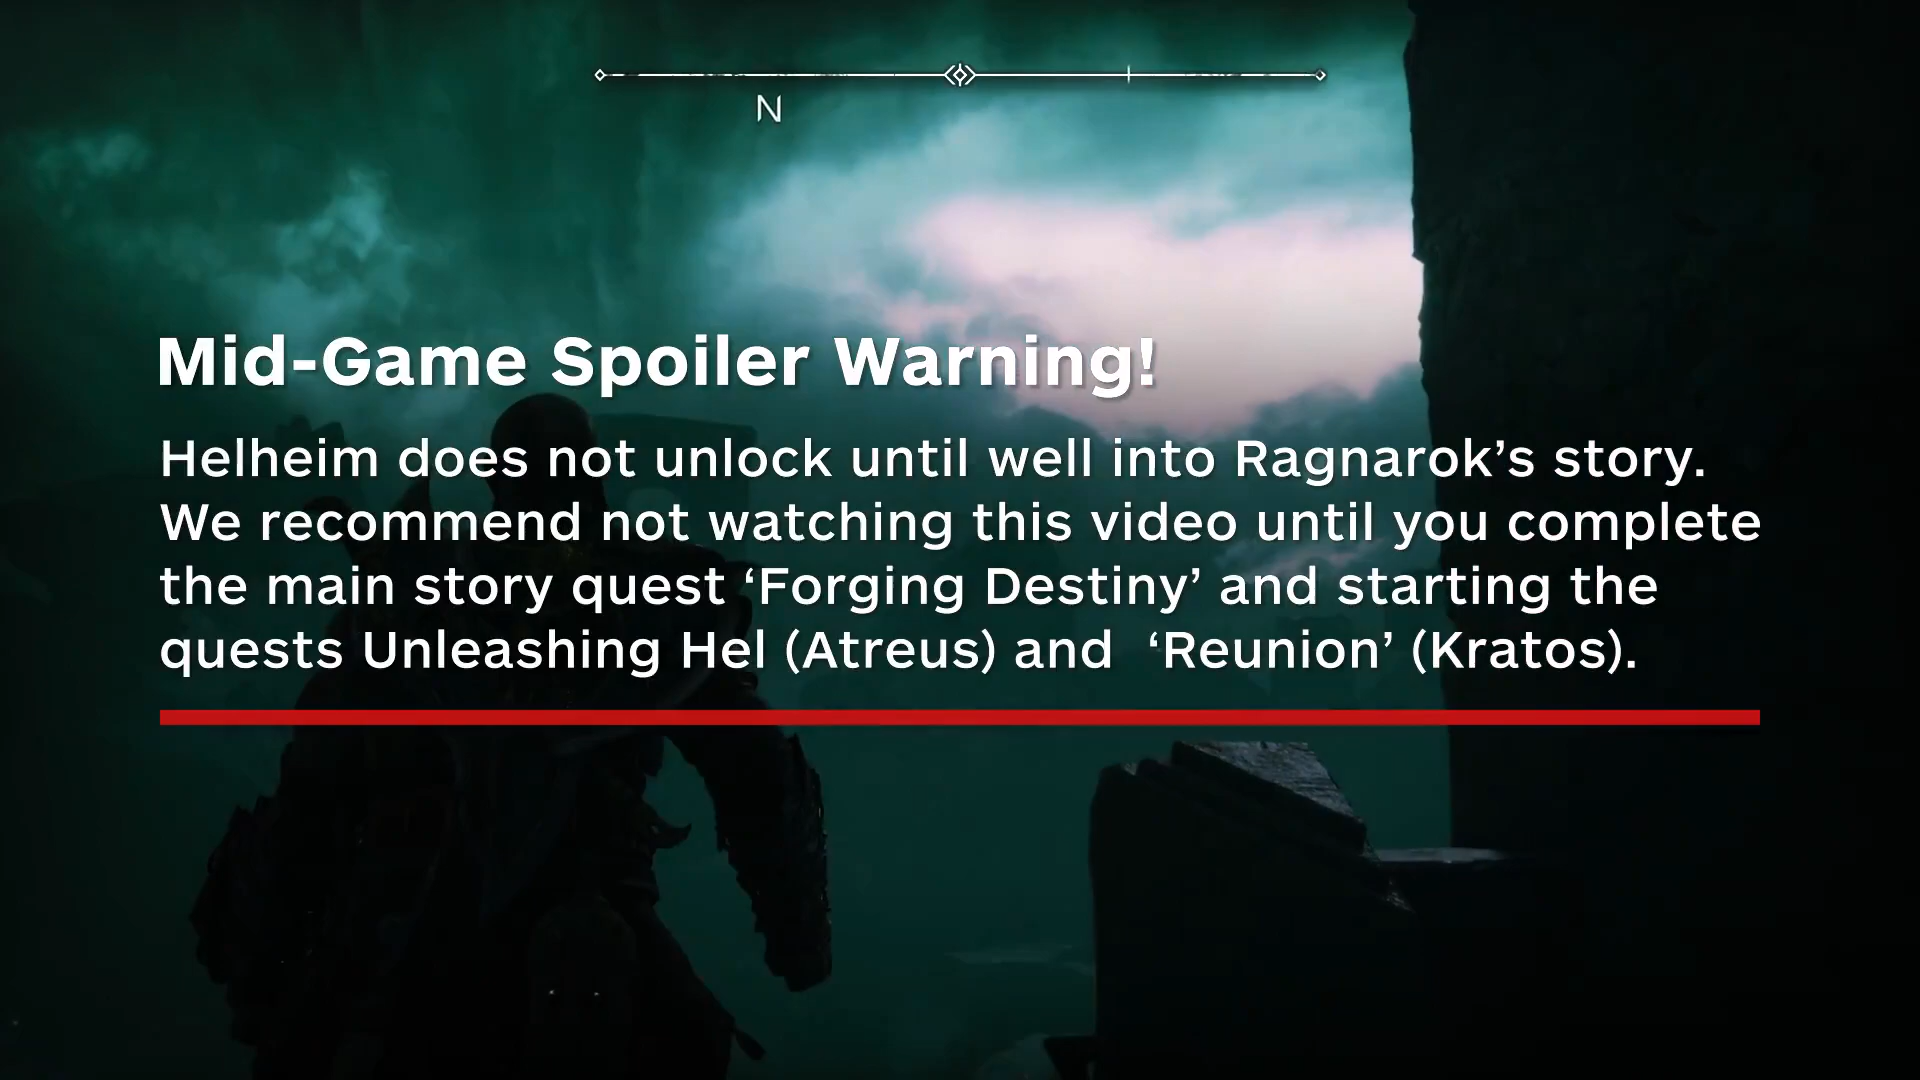 N
Mid-Game Spoiler Warning!
Helheim does not unlock until well into Ragnarok’s story.
We recommend not watching this video until you complete
the main story quest ‘Forging Destiny’ and starting the
quests Unleashing Hel (Atreus) and  ‘Reunion’ (Kratos).